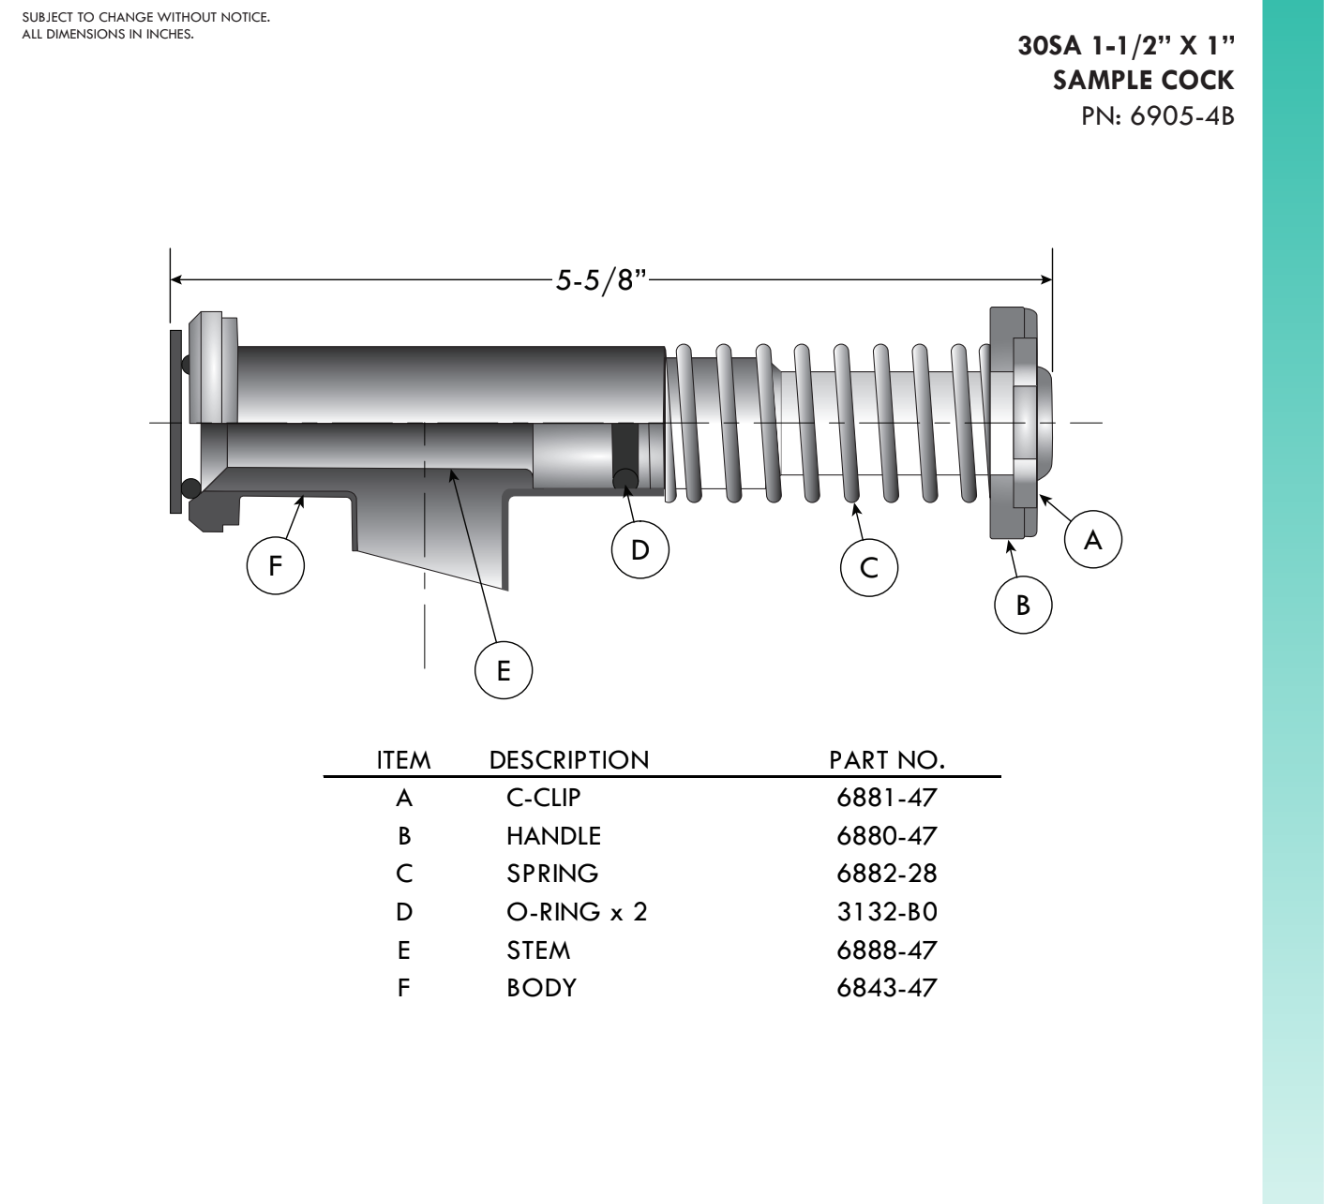 SUBJECT TO CHANGE WITHOUT NOTICE.
ALL DIMENSIONS IN INCHES.
30SA 1-1/2” X 1”
SAMPLE COCK
PN: 6905-4B
5-5/8”
A
B
C
D
E
F
ITEM DESCRIPTION PART NO.
A C-CLIP 6881-47
B HANDLE 6880-47
C SPRING 6882-28
D O-RING x 2 3132-B0
E STEM 6888-47
F BODY 6843-47